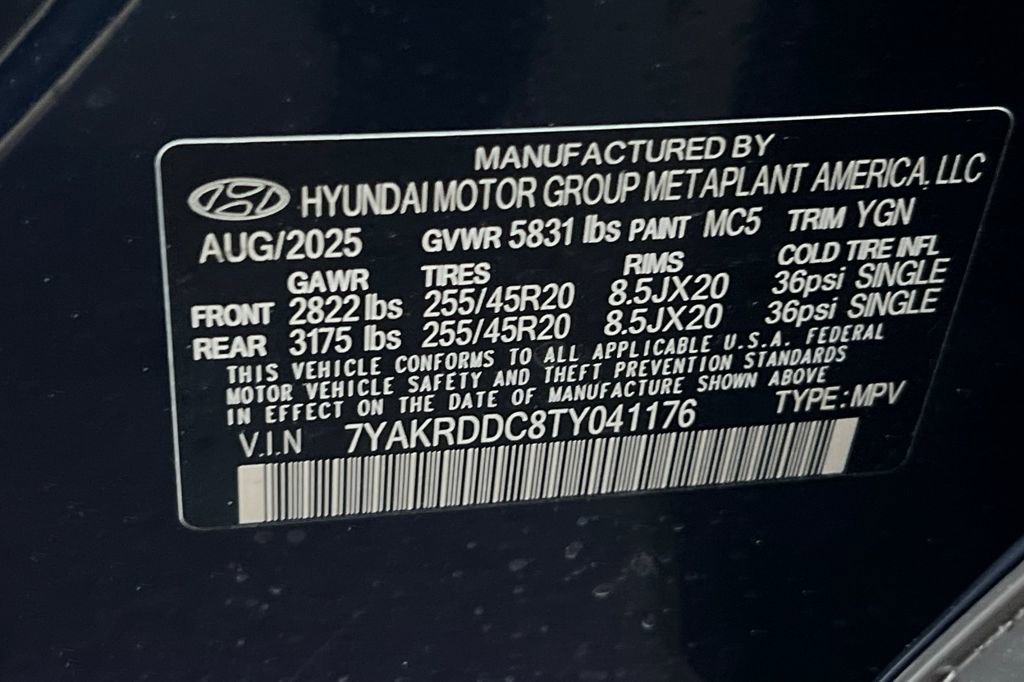 MANUFACTURED BY
HYUNDAI MOTOR GROUP METAPLANT AMERICA, LLC
AUG/2025 GVWR 5831 lbs PAINT MC5 TRIM YGN
GAWR TIRES RIMS COLD TIRE INFL
FRONT 2822 lbs 255/45R20 8.5JX20 36psi SINGLE
REAR 3175 lbs 255/45R20 8.5JX20 36psi SINGLE
THIS VEHICLE CONFORMS TO ALL APPLICABLE U.S.A. FEDERAL
MOTOR VEHICLE SAFETY AND THEFT PREVENTION STANDARDS
IN EFFECT ON THE DATE OF MANUFACTURE SHOWN ABOVE
V.I.N 7YAKRDDC8TY041176 TYPE: MPV